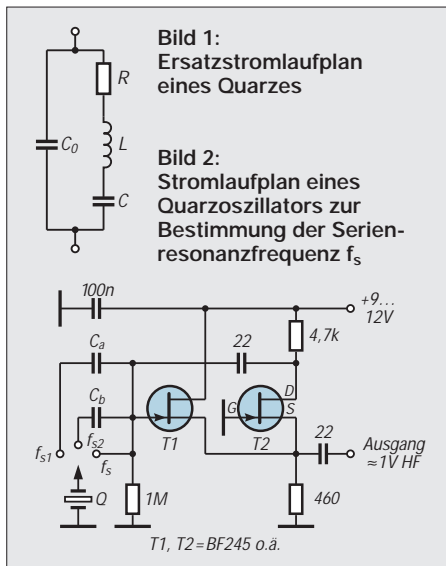 Bild 1:
Ersatzstromlaufplan
eines Quarzes
R
C₀
L
C
Bild 2:
Stromlaufplan eines
Quarzoszillators zur
Bestimmung der Serien-
resonanzfrequenz fₛ
100n
+9...
12V
Cₐ
22
4,7k
C_b
D
G
S
fₛ₁
fₛ₂
fₛ
T1
T2
22
Ausgang
≈1V HF
Q
1M
460
T1, T2=BF245 o.ä.